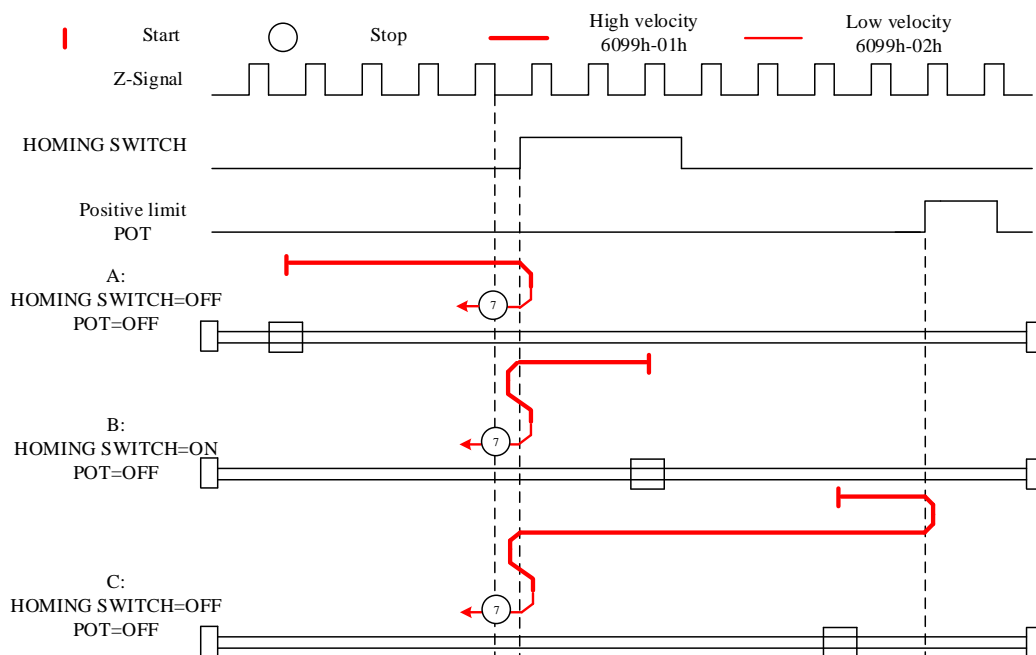 Start
Stop
High velocity
6099h-01h
Low velocity
6099h-02h
Z-Signal
HOMING SWITCH
Positive limit
POT
A:
HOMING SWITCH=OFF
POT=OFF
7
B:
HOMING SWITCH=ON
POT=OFF
7
C:
HOMING SWITCH=OFF
POT=OFF
7